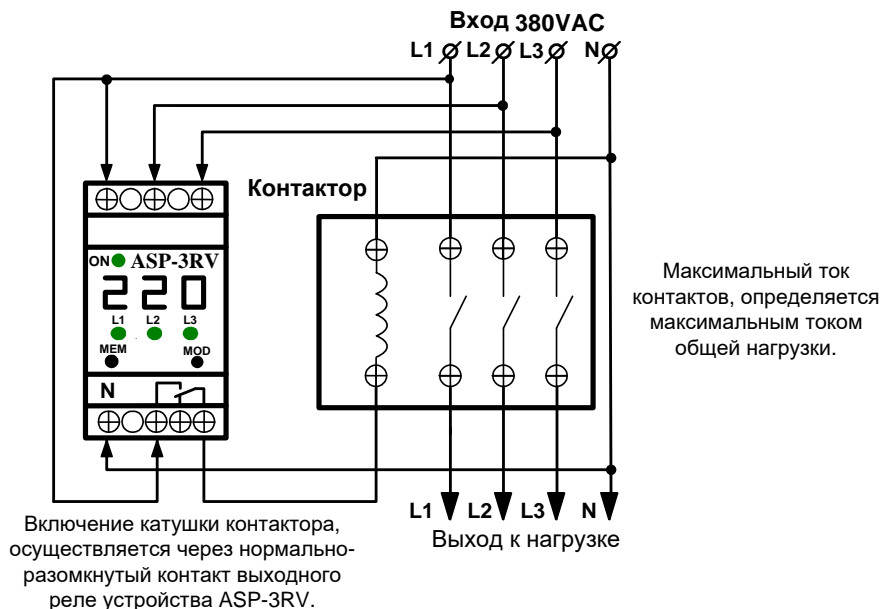 Вход 380VAC
L1 L2 L3 N
Контактор
ON ASP-3RV
220
L1 L2 L3
MEM MOD
N
Максимальный ток
контактов, определяется
максимальным током
общей нагрузки.
L1 L2 L3 N
Выход к нагрузке
Включение катушки контактора,
осуществляется через нормально-
разомкнутый контакт выходного
реле устройства ASP-3RV.